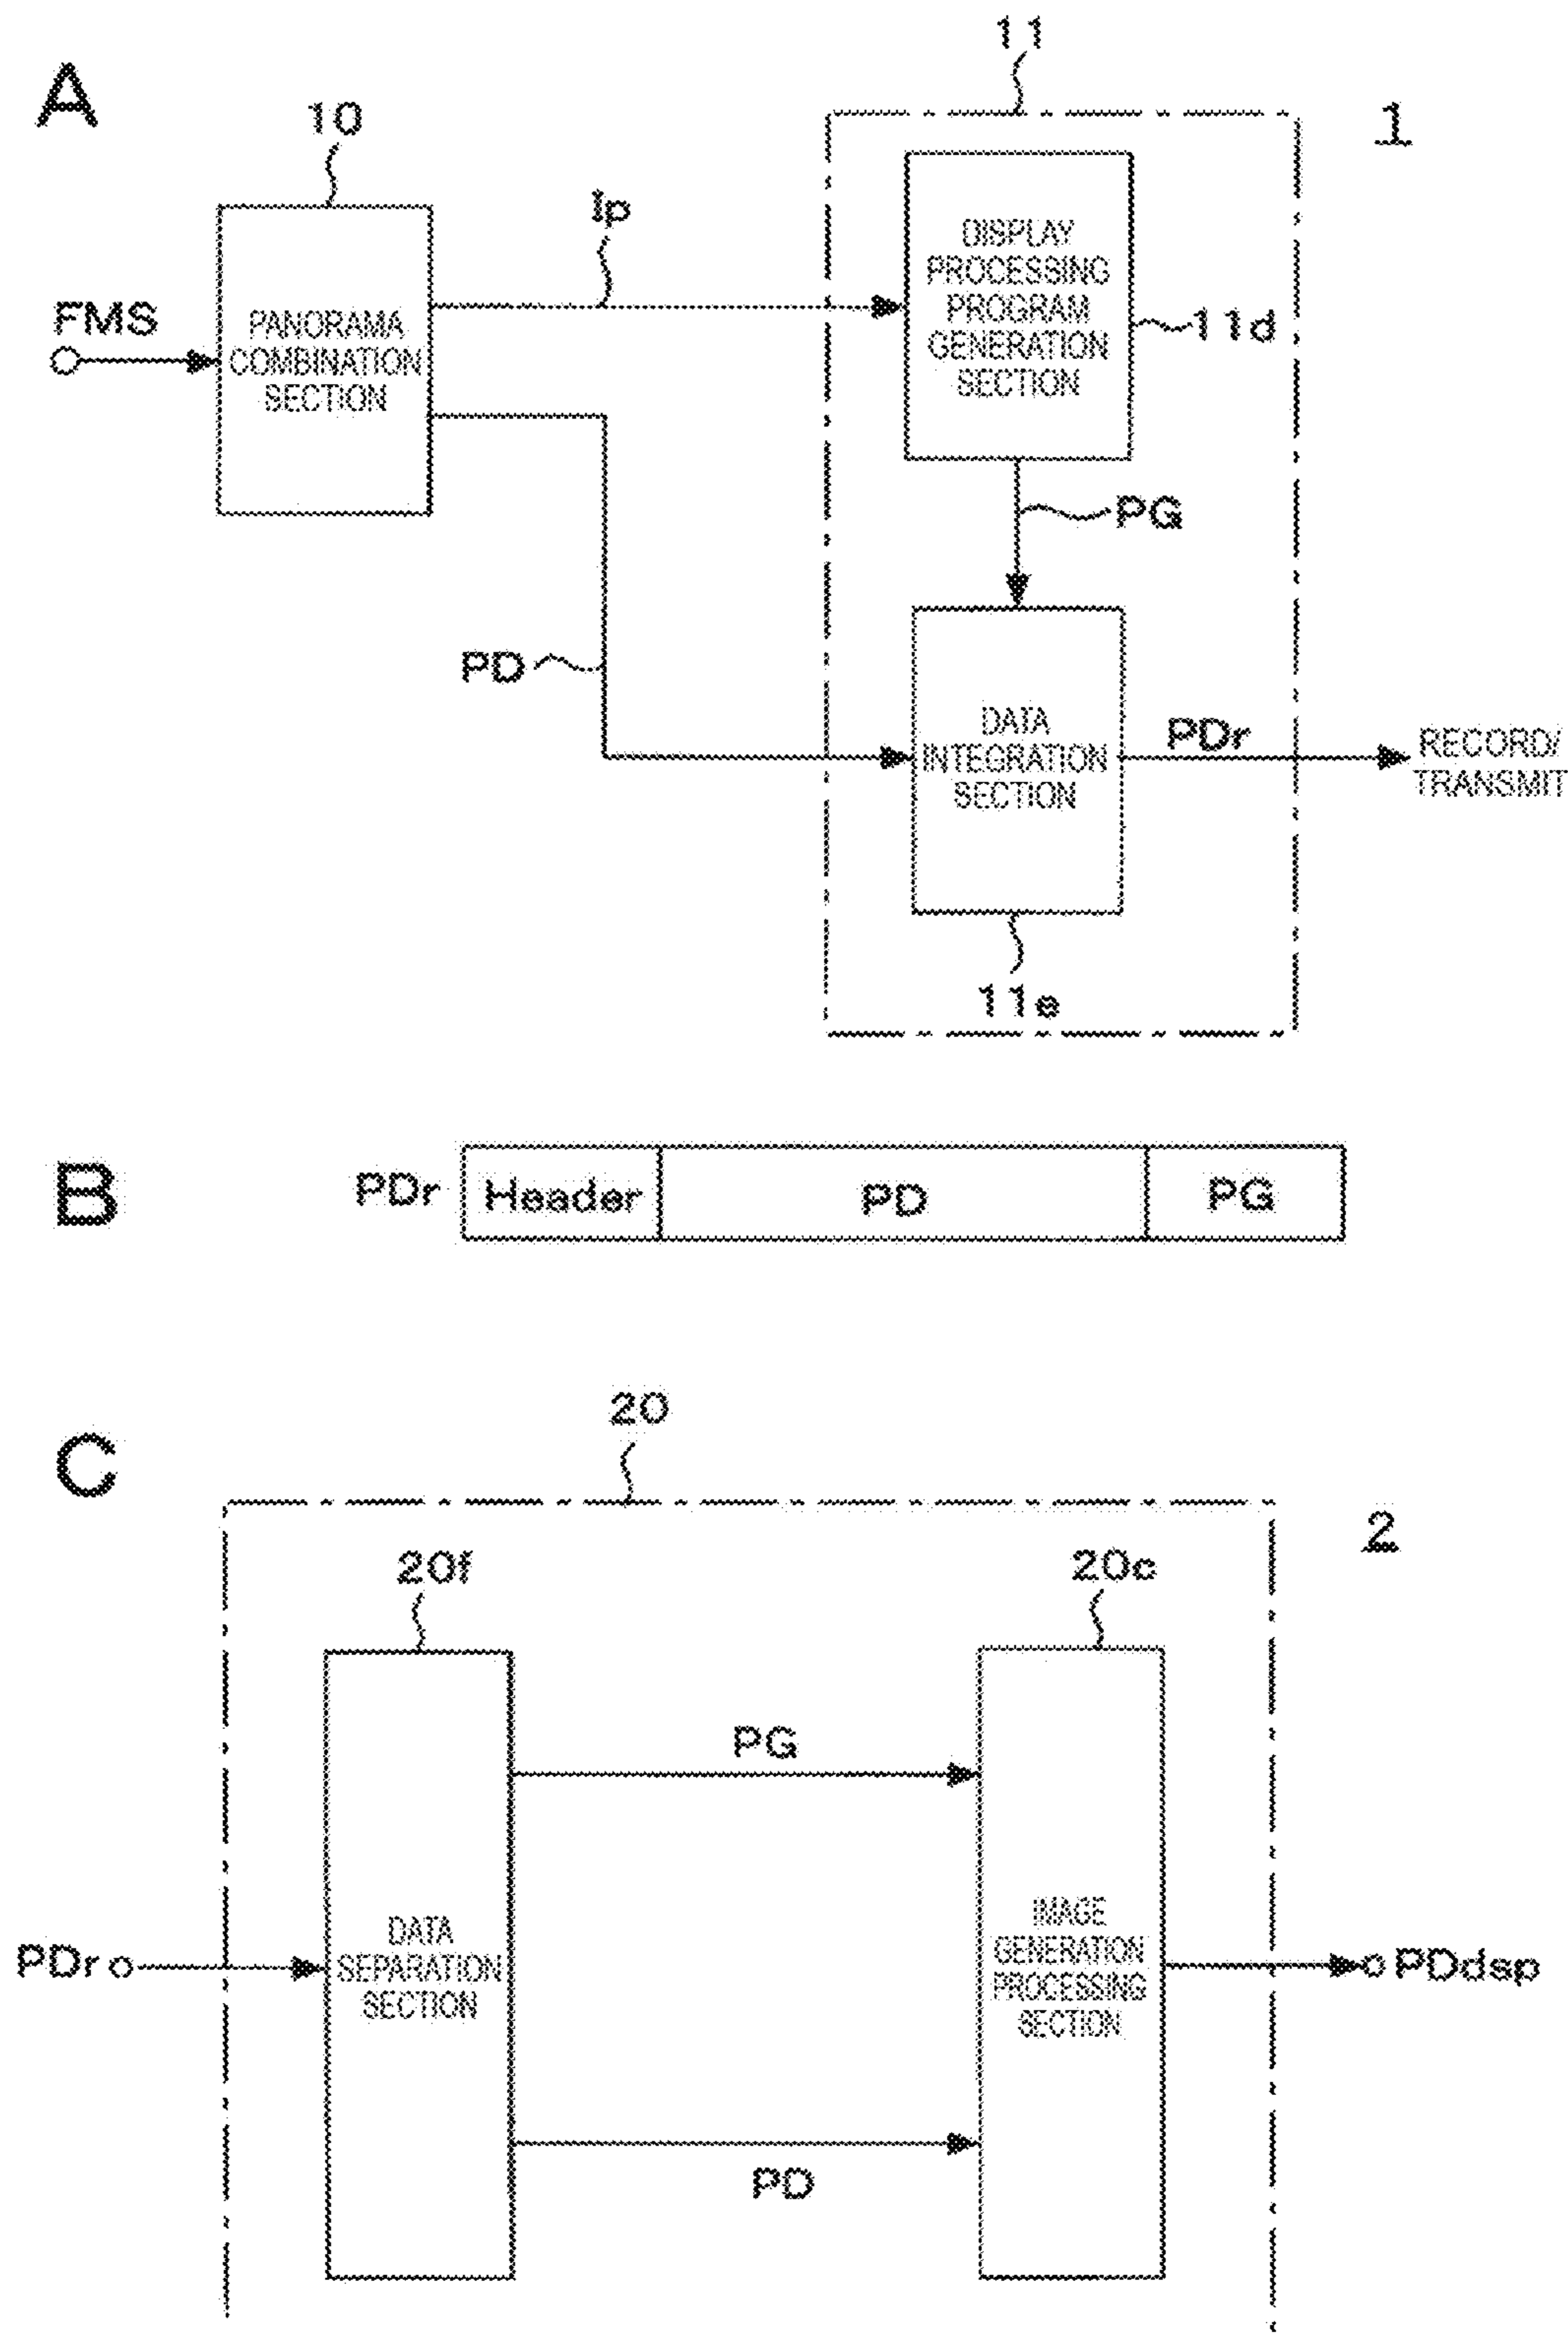 A
11
1
10
Ip
FMS
PANORAMA
COMBINATION
SECTION
DISPLAY
PROCESSING
PROGRAM
GENERATION
SECTION
11d
PG
PD
DATA
INTEGRATION
SECTION
PDr
RECORD/
TRANSMIT
11e
B
PDr Header PD PG
C
20
2
20f
20c
PG
PDr
DATA
SEPARATION
SECTION
IMAGE
GENERATION
PROCESSING
SECTION
PDdsp
PD